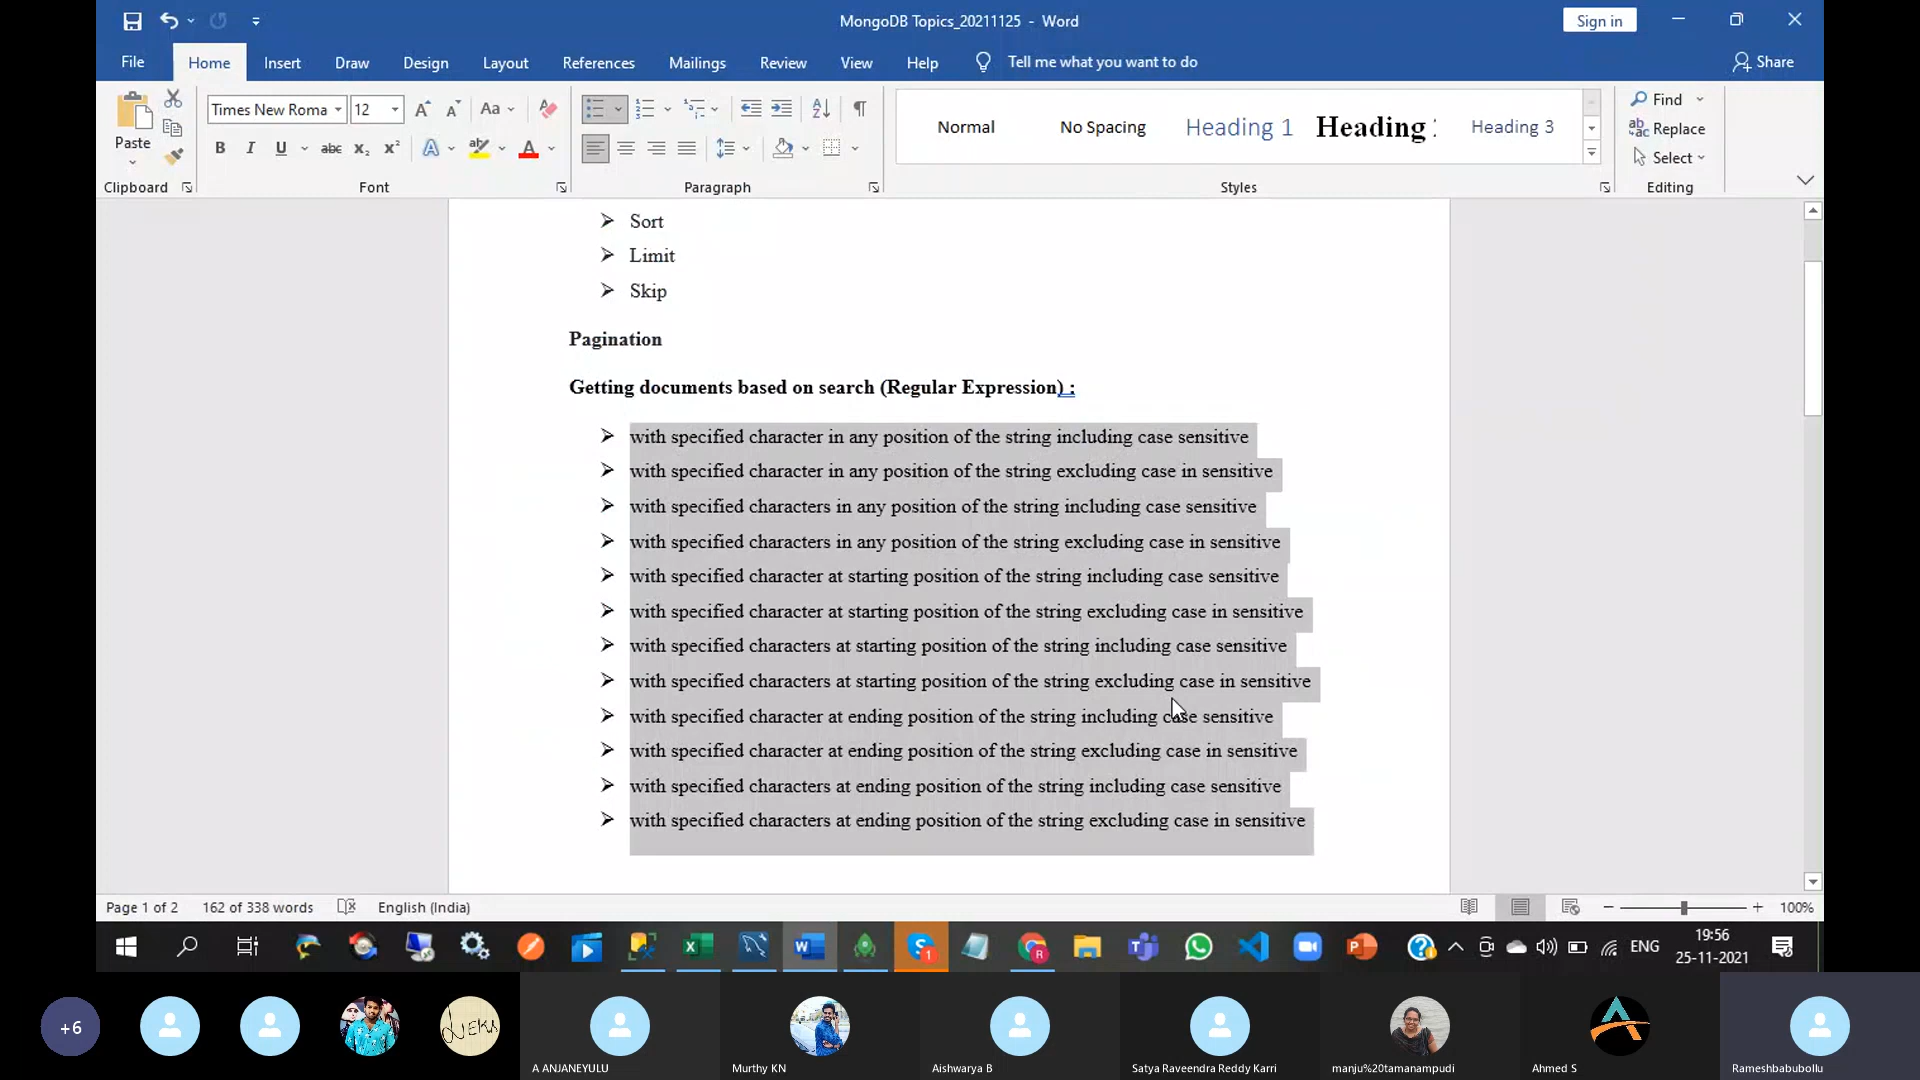 MongoDB Topics_20211125 - Word
Sign in
File Home Insert Draw Design Layout References Mailings Review View Help Tell me what you want to do Share
Paste
Times New Roma 12
Normal No Spacing Heading 1 Heading Heading 3
Find
Replace
Select
Clipboard Font Paragraph Styles Editing
Sort
Limit
Skip
Pagination
Getting documents based on search (Regular Expression) :
with specified character in any position of the string including case sensitive
with specified character in any position of the string excluding case in sensitive
with specified characters in any position of the string including case sensitive
with specified characters in any position of the string excluding case in sensitive
with specified character at starting position of the string including case sensitive
with specified character at starting position of the string excluding case in sensitive
with specified characters at starting position of the string including case sensitive
with specified characters at starting position of the string excluding case in sensitive
with specified character at ending position of the string including case sensitive
with specified character at ending position of the string excluding case in sensitive
with specified characters at ending position of the string including case sensitive
with specified characters at ending position of the string excluding case in sensitive
Page 1 of 2 162 of 338 words English (India) 100%
ENG
19:56
25-11-2021
+6
A ANJANEYULU Murthy KN Aishwarya B Satya Raveendra Reddy Karri manju%20tamanampudi Ahmed S Rameshbabubollu